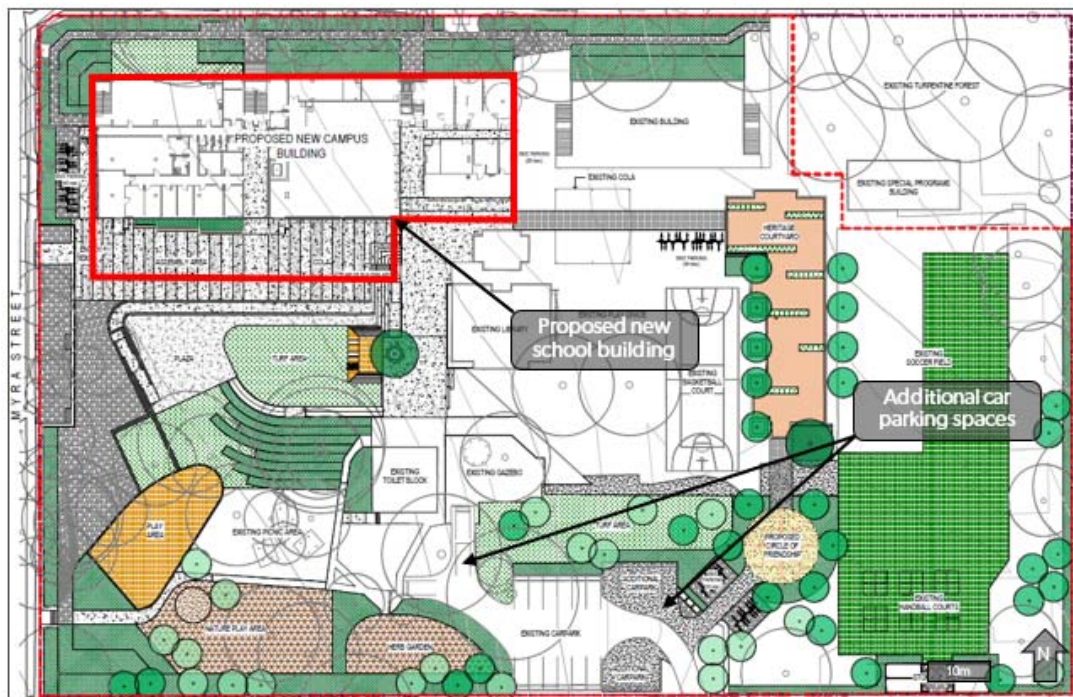 EXISTING TURPENTINE FOREST
PROPOSED NEW CAMPUS
BUILDING
EXISTING BUILDING
EXISTING COLA
EXISTING SPECIAL PROGRAMS
BUILDING
HERITAGE
COURTYARD
ASSEMBLY AREA
MYRA STREET
Proposed new
school building
PLAZA
TURF AREA
EXISTING
BASKETBALL
COURT
EXISTING
SOCCER FIELD
Additional car
parking spaces
EXISTING
TOILET BLOCK
EXISTING GAZEBO
PLAY
AREA
EXISTING PICNIC AREA
TURF AREA
PROPOSED
CIRCLE OF
FRIENDSHIP
ADDITIONAL
CARPARK
EXISTING
HANDBALL COURTS
NATURE PLAY AREA
HERB GARDEN
EXISTING CARPARK
CARPARK
N
10m